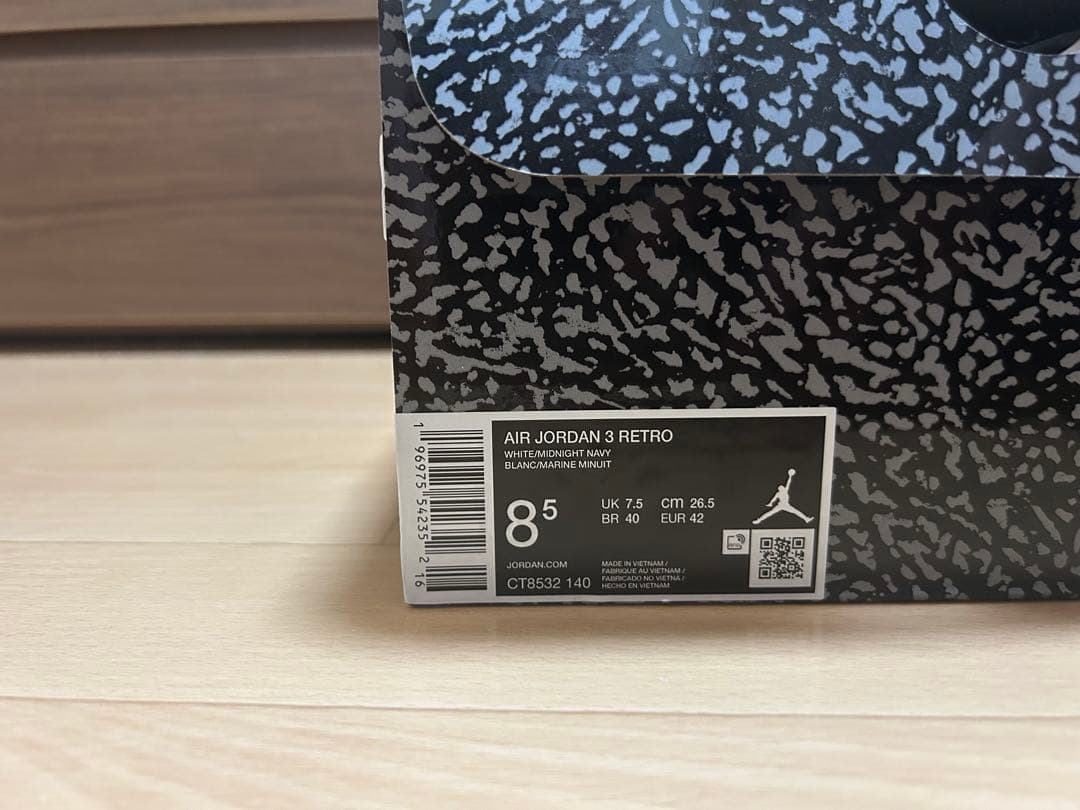 AIR JORDAN 3 RETRO
WHITE/MIDNIGHT NAVY
BLANC/MARINE MINUIT
8 5
UK 7.5 cm 26.5
BR 40 EUR 42
JORDAN.COM
CT8532 140
MADE IN VIETNAM /
FABRIQUE AU VIETNAM /
FABRICADO NO VIETNÃ /
HECHO EN VIETNAM
1 96975 54235 2 16